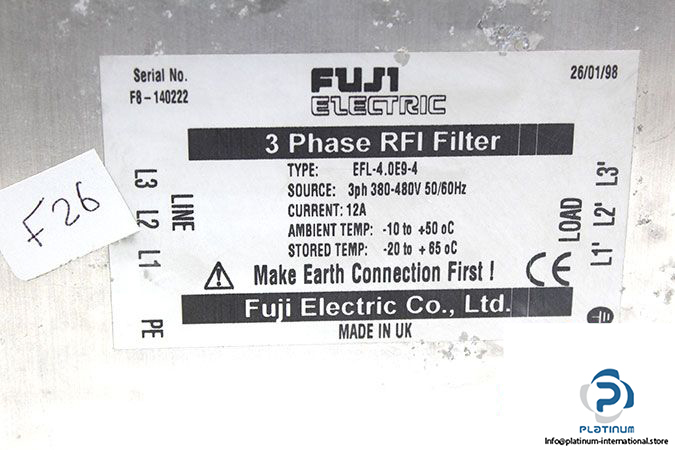 Serial No.
F8-140222
FUJI
ELECTRIC
26/01/98
3 Phase RFI Filter
TYPE: EFL-4.0E9-4
SOURCE: 3ph 380-480V 50/60Hz
CURRENT: 12A
AMBIENT TEMP: -10 to +50 oC
STORED TEMP: -20 to +65 oC
Make Earth Connection First !
CE
Fuji Electric Co., Ltd.
MADE IN UK
L3 L2 L1 PE
LINE
LOAD
L1' L2' L3'
F26
PLATINUM
Info@platinum-international.store